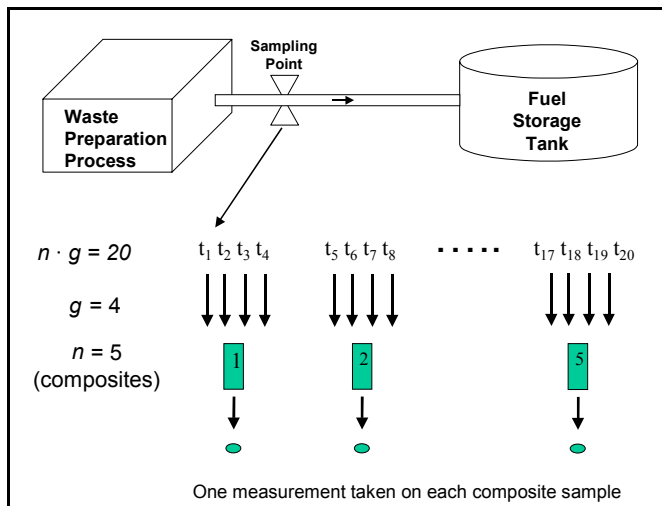 Sampling
Point
Waste
Preparation
Process
Fuel
Storage
Tank
n · g = 20
t₁ t₂ t₃ t₄
t₅ t₆ t₇ t₈
.....
t₁₇ t₁₈ t₁₉ t₂₀
g = 4
n = 5
(composites)
1
2
5
One measurement taken on each composite sample